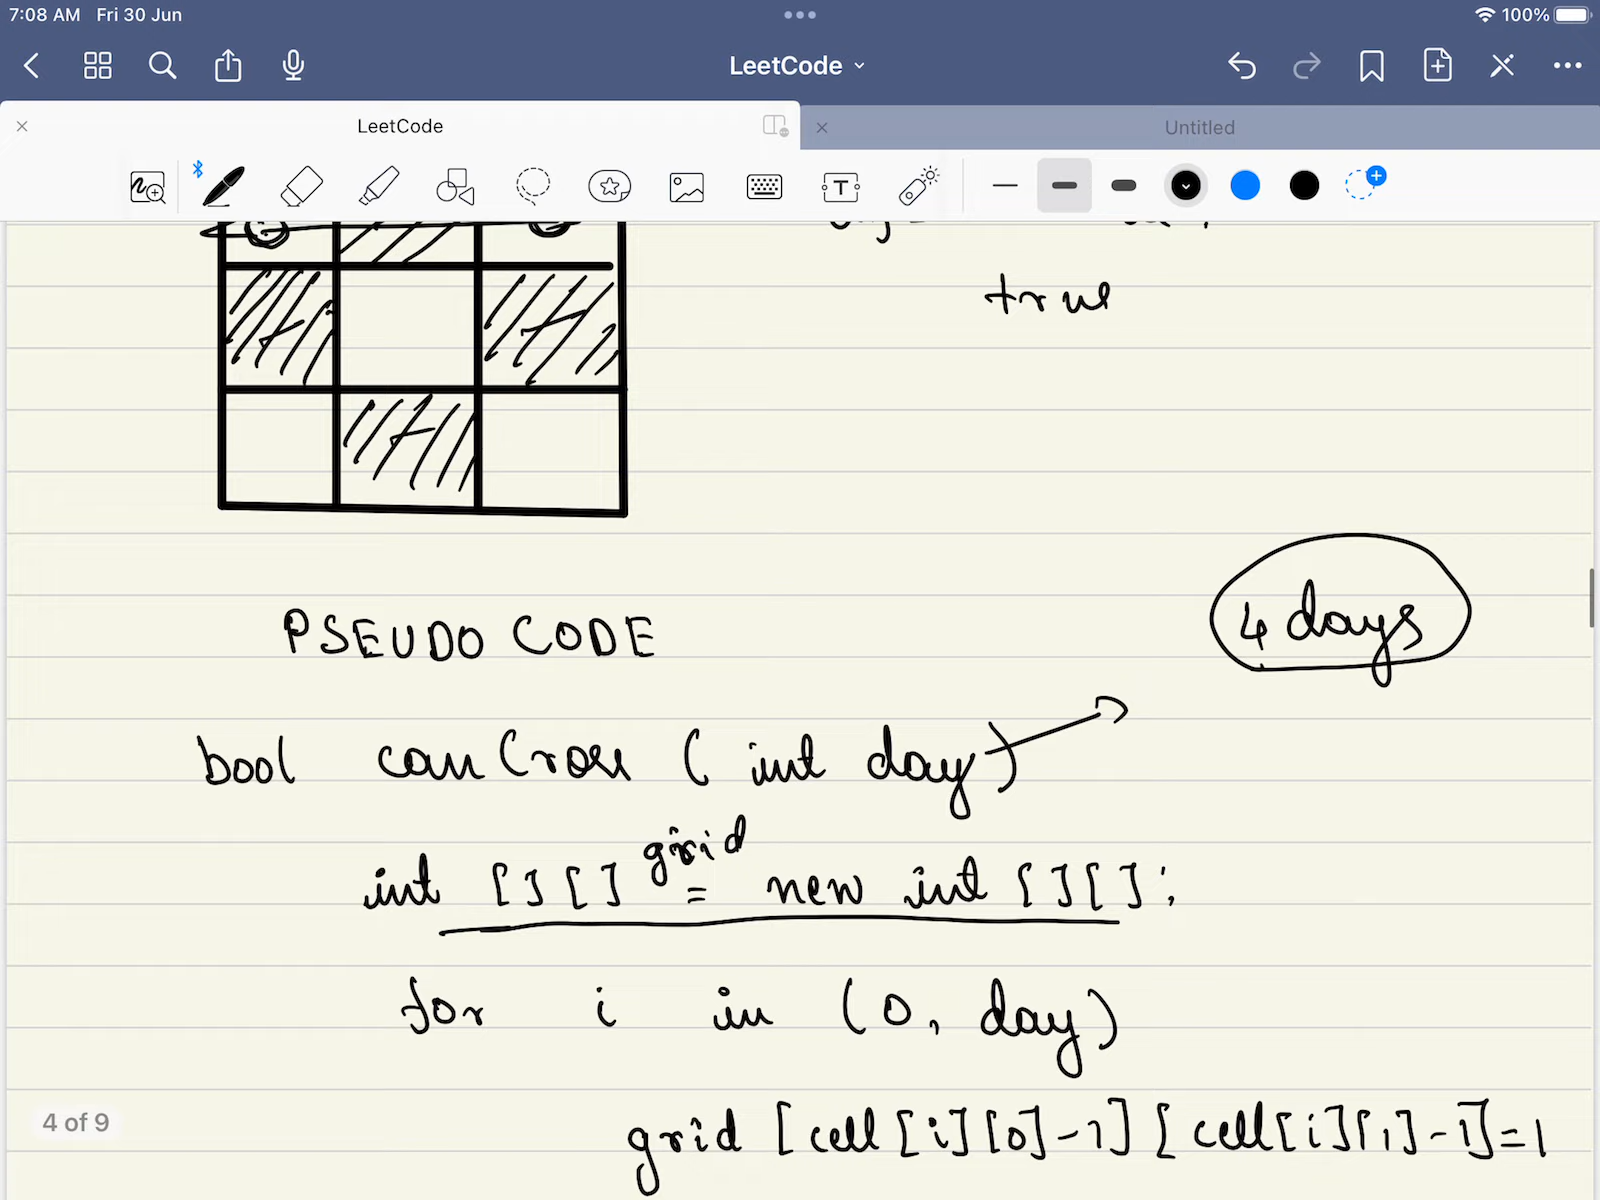 7:08 AM Fri 30 Jun
100%
LeetCode
LeetCode
Untitled
T
true
PSEUDO CODE
4 days
bool canCross ( int day )
int [ ] [ ] grid = new int [ ] [ ] ;
for i in (0, day)
grid [ cell [ i ] [ 0 ] - 1 ] [ cell [ i ] [ 1 ] - 1 ] = 1
4 of 9